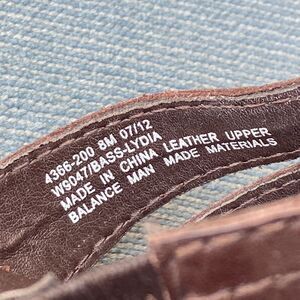 4366-200 8M 07/12
W9047/BASS-LYDIA
MADE IN CHINA LEATHER UPPER
BALANCE MAN MADE MATERIALS